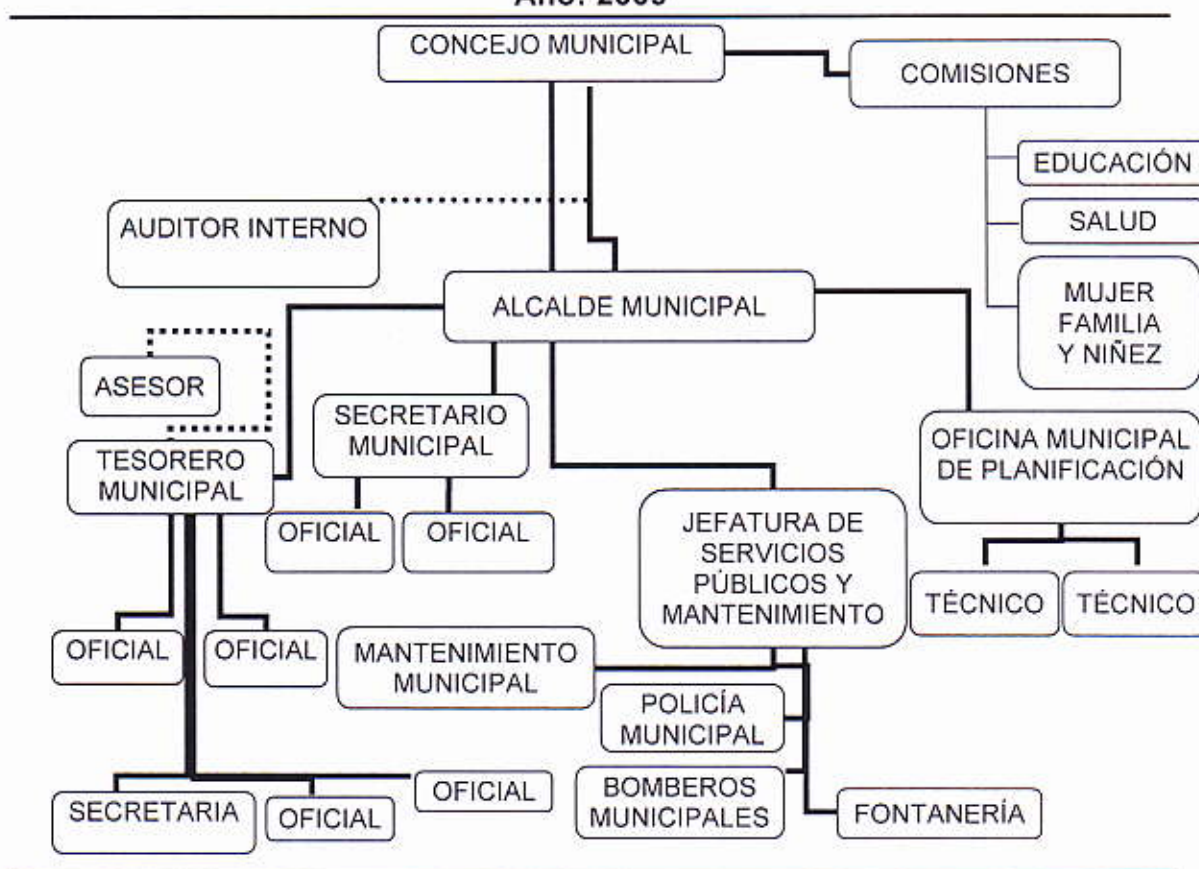 CONCEJO MUNICIPAL
COMISIONES
EDUCACIÓN
SALUD
MUJER
FAMILIA
Y NIÑEZ
AUDITOR INTERNO
ALCALDE MUNICIPAL
ASESOR
SECRETARIO
MUNICIPAL
OFICINA MUNICIPAL
DE PLANIFICACIÓN
TESORERO
MUNICIPAL
OFICIAL
OFICIAL
JEFATURA DE
SERVICIOS
PÚBLICOS Y
MANTENIMIENTO
TÉCNICO
TÉCNICO
OFICIAL
OFICIAL
MANTENIMIENTO
MUNICIPAL
POLICÍA
MUNICIPAL
SECRETARIA
OFICIAL
OFICIAL
BOMBEROS
MUNICIPALES
FONTANERÍA